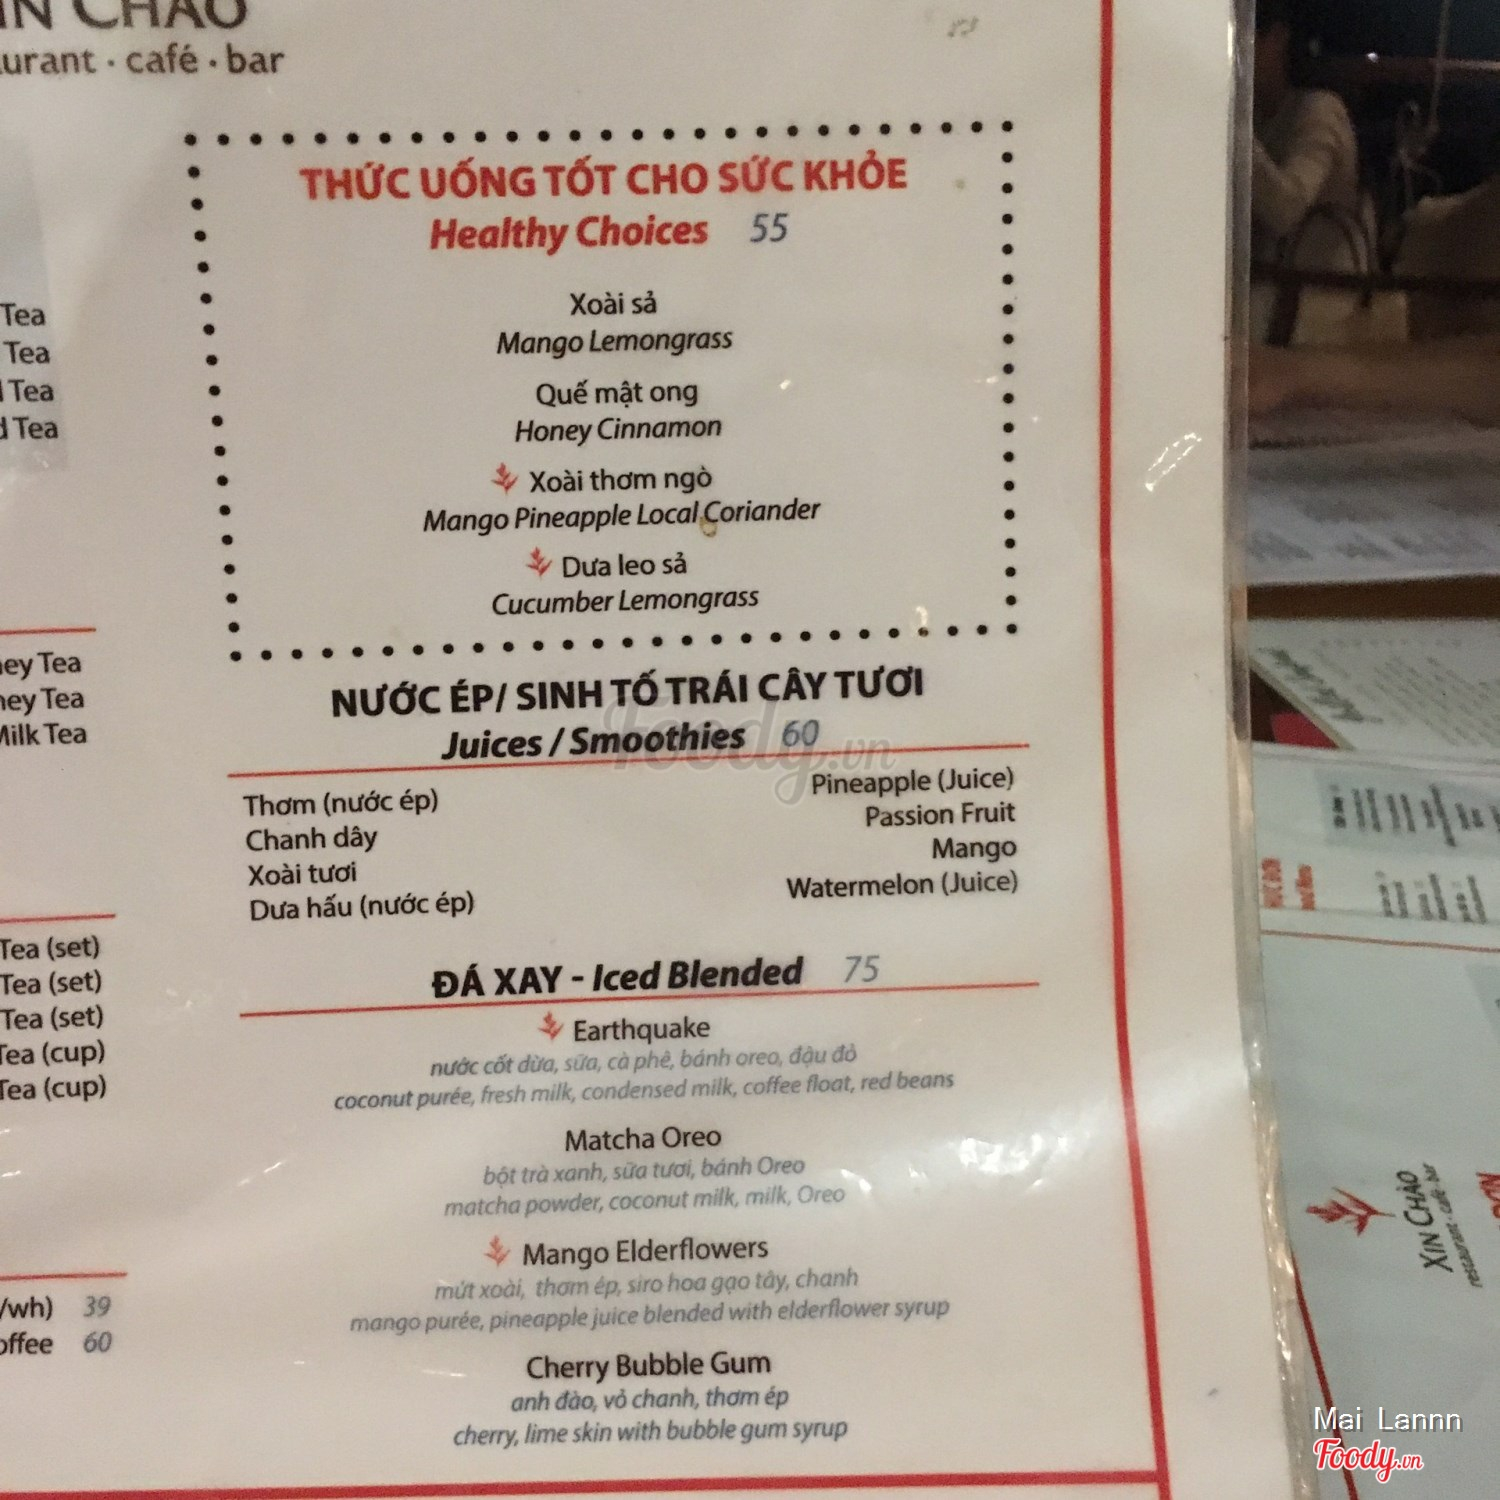 XIN CHAO
urant · café · bar
Tea
Tea
Tea
Tea
ey Tea
ey Tea
Milk Tea
Tea (set)
Tea (set)
Tea (set)
Tea (cup)
Tea (cup)
/wh) 39
offee 60
THỨC UỐNG TỐT CHO SỨC KHỎE
Healthy Choices 55
Xoài sả
Mango Lemongrass
Quế mật ong
Honey Cinnamon
Xoài thơm ngò
Mango Pineapple Local Coriander
Dưa leo sả
Cucumber Lemongrass
NƯỚC ÉP/ SINH TỐ TRÁI CÂY TƯƠI
Juices / Smoothies 60
Thơm (nước ép) Pineapple (Juice)
Chanh dây Passion Fruit
Xoài tươi Mango
Dưa hấu (nước ép) Watermelon (Juice)
ĐÁ XAY - Iced Blended 75
Earthquake
nước cốt dừa, sữa, cà phê, bánh oreo, đậu đỏ
coconut purée, fresh milk, condensed milk, coffee float, red beans
Matcha Oreo
bột trà xanh, sữa tươi, bánh Oreo
matcha powder, coconut milk, milk, Oreo
Mango Elderflowers
mứt xoài, thơm ép, siro hoa gạo tây, chanh
mango purée, pineapple juice blended with elderflower syrup
Cherry Bubble Gum
anh đào, vỏ chanh, thơm ép
cherry, lime skin with bubble gum syrup
Foody.vn
XIN CHAO
restaurant · café · bar
Mai Lannn
Foody.vn